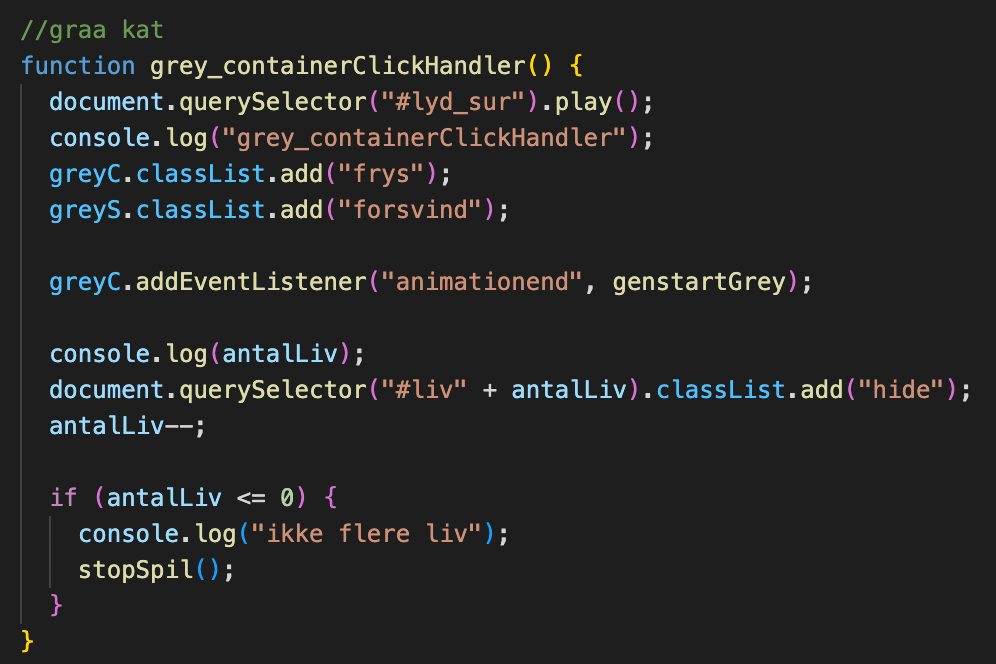 //graa kat
function grey_containerClickHandler() {
  document.querySelector("#lyd_sur").play();
  console.log("grey_containerClickHandler");
  greyC.classList.add("frys");
  greyS.classList.add("forsvind");

  greyC.addEventListener("animationend", genstartGrey);

  console.log(antalLiv);
  document.querySelector("#liv" + antalLiv).classList.add("hide");
  antalLiv--;

  if (antalLiv <= 0) {
    console.log("ikke flere liv");
    stopSpil();
  }
}